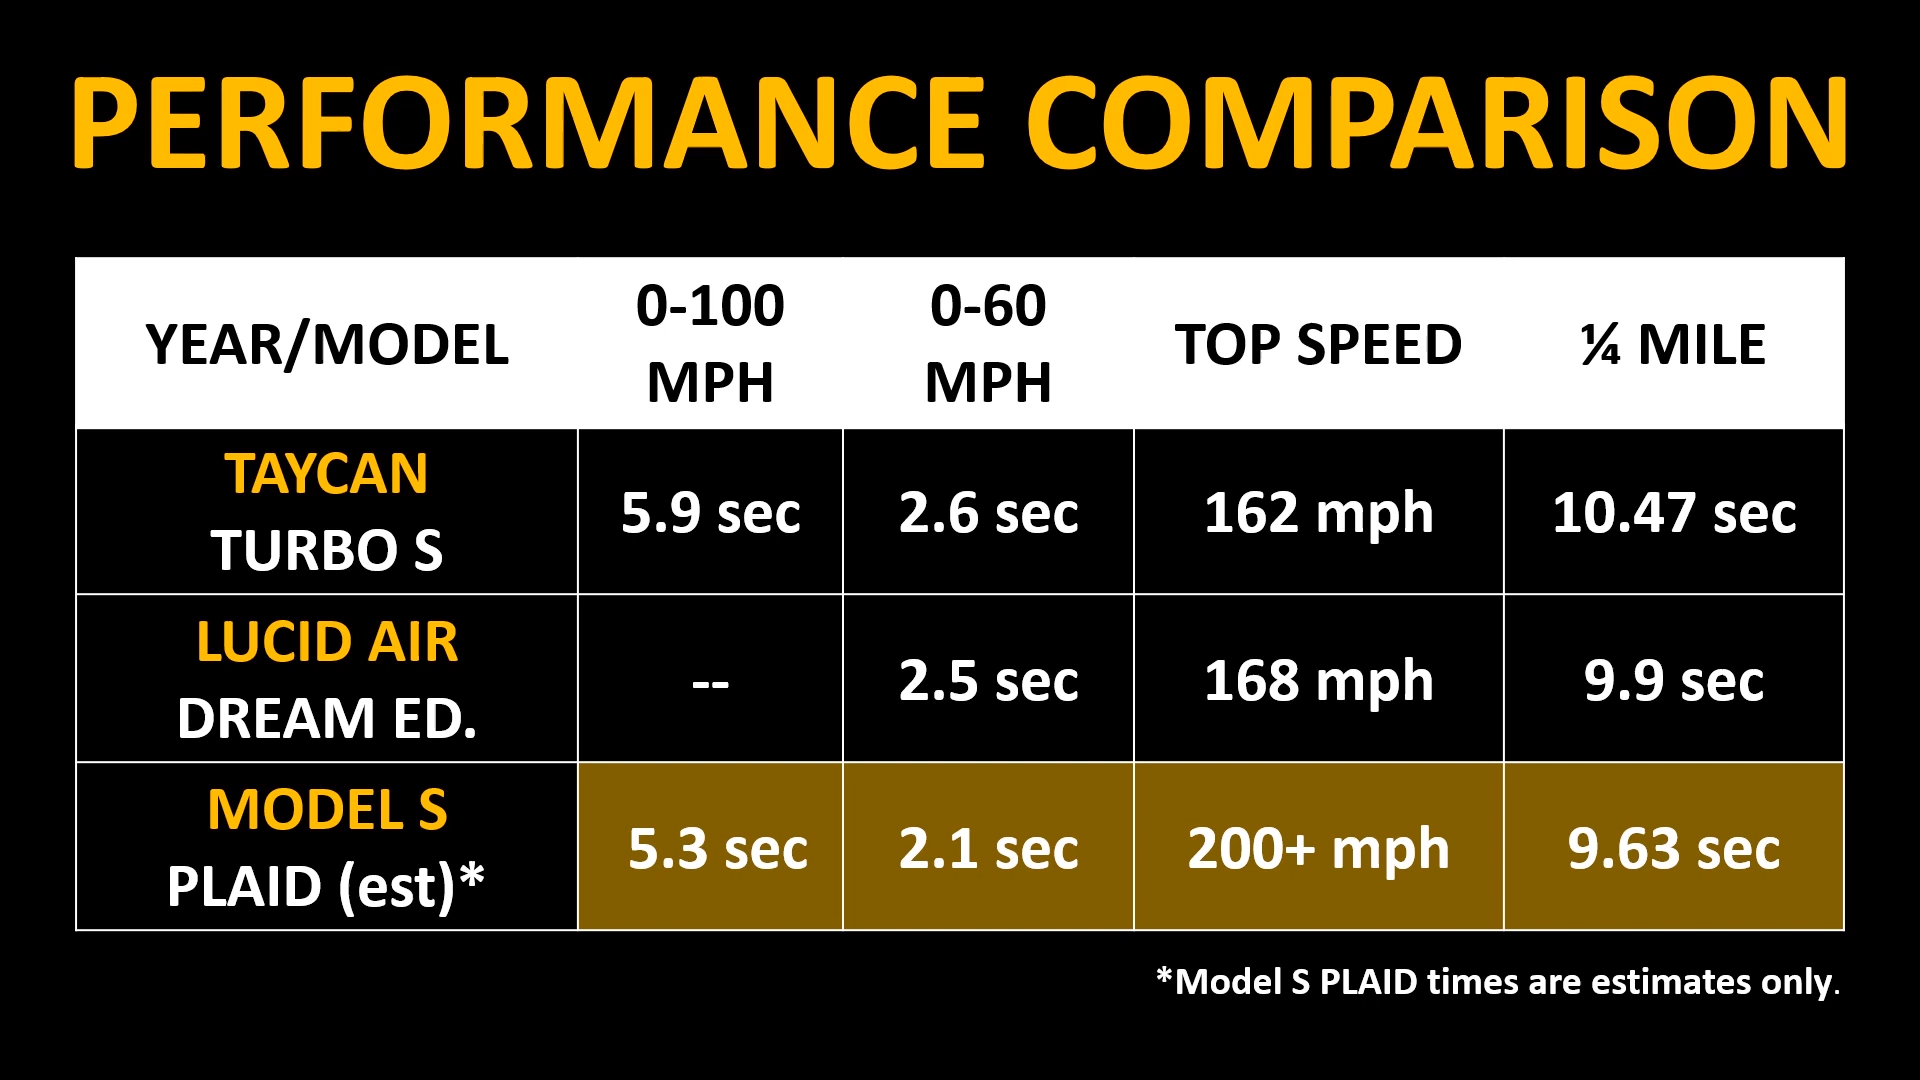 PERFORMANCE COMPARISON
YEAR/MODEL
0-100
MPH
0-60
MPH
TOP SPEED
¼ MILE
TAYCAN
TURBO S
5.9 sec
2.6 sec
162 mph
10.47 sec
LUCID AIR
DREAM ED.
--
2.5 sec
168 mph
9.9 sec
MODEL S
PLAID (est)*
5.3 sec
2.1 sec
200+ mph
9.63 sec
*Model S PLAID times are estimates only.